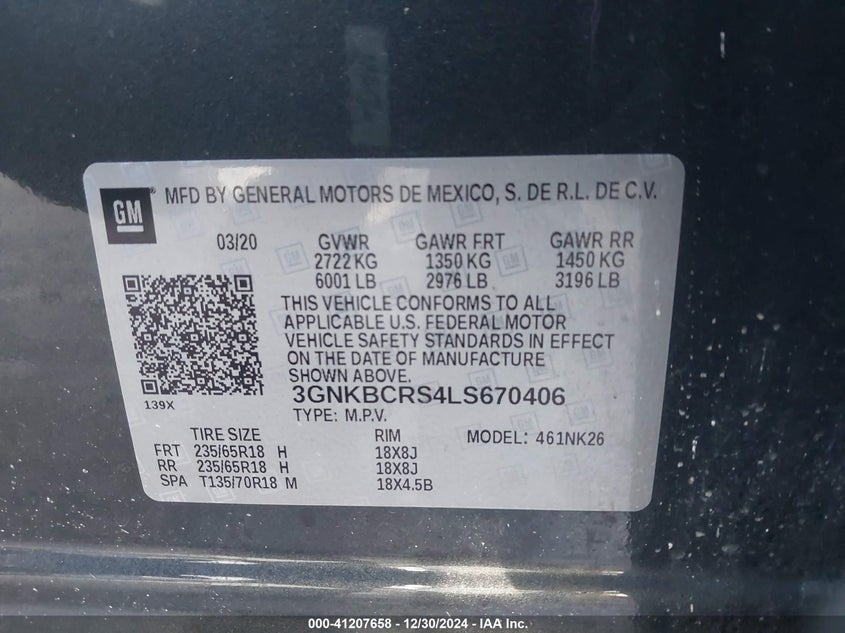 GM
® MFD BY GENERAL MOTORS DE MEXICO, S. DE R.L. DE C.V.
03/20 GVWR GAWR FRT GAWR RR
2722 KG 1350 KG 1450 KG
6001 LB 2976 LB 3196 LB
THIS VEHICLE CONFORMS TO ALL
APPLICABLE U.S. FEDERAL MOTOR
VEHICLE SAFETY STANDARDS IN EFFECT
ON THE DATE OF MANUFACTURE
SHOWN ABOVE.
139X
3GNKBCRS4LS670406
TYPE: M.P.V.
TIRE SIZE RIM MODEL: 461NK26
FRT 235/65R18 H 18X8J
RR 235/65R18 H 18X8J
SPA T135/70R18 M 18X4.5B
000-41207658 - 12/30/2024 - IAA Inc.